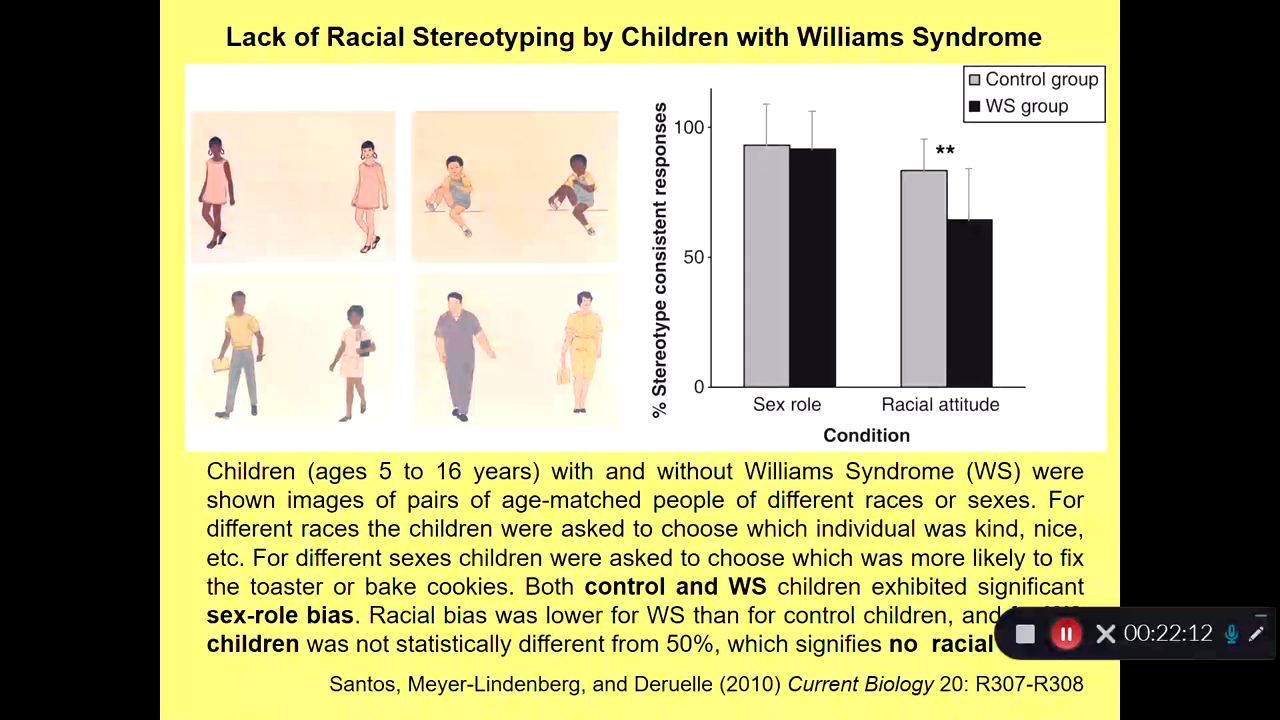 Lack of Racial Stereotyping by Children with Williams Syndrome
Control group
WS group
% Stereotype consistent responses
100
50
0
**
Sex role
Racial attitude
Condition
Children (ages 5 to 16 years) with and without Williams Syndrome (WS) were
shown images of pairs of age-matched people of different races or sexes. For
different races the children were asked to choose which individual was kind, nice,
etc. For different sexes children were asked to choose which was more likely to fix
the toaster or bake cookies. Both control and WS children exhibited significant
sex-role bias. Racial bias was lower for WS than for control children, and
children was not statistically different from 50%, which signifies no racial
00:22:12
Santos, Meyer-Lindenberg, and Deruelle (2010) Current Biology 20: R307-R308